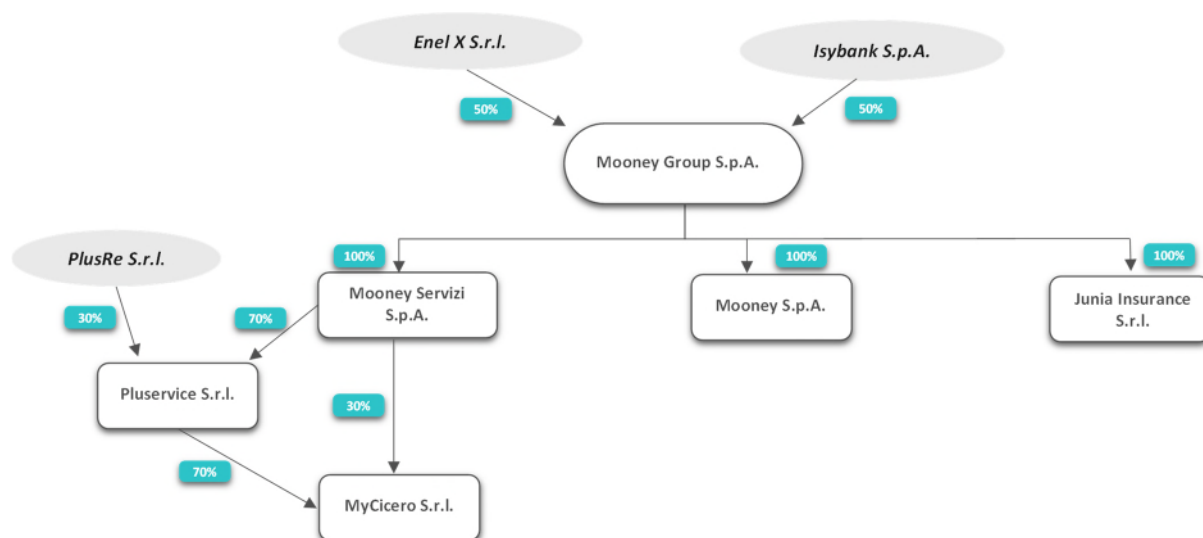 Enel X S.r.l.
Isybank S.p.A.
50%
50%
Mooney Group S.p.A.
PlusRe S.r.l.
100%
100%
100%
Mooney Servizi
S.p.A.
Mooney S.p.A.
Junia Insurance
S.r.l.
30%
70%
Pluservice S.r.l.
30%
70%
MyCicero S.r.l.